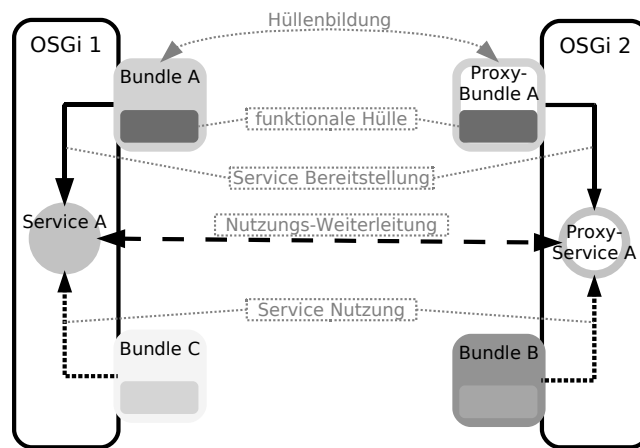 Hüllenbildung
OSGi 1
OSGi 2
Bundle A
Proxy-
Bundle A
funktionale Hülle
Service Bereitstellung
Service A
Nutzungs-Weiterleitung
Proxy-
Service A
Service Nutzung
Bundle C
Bundle B